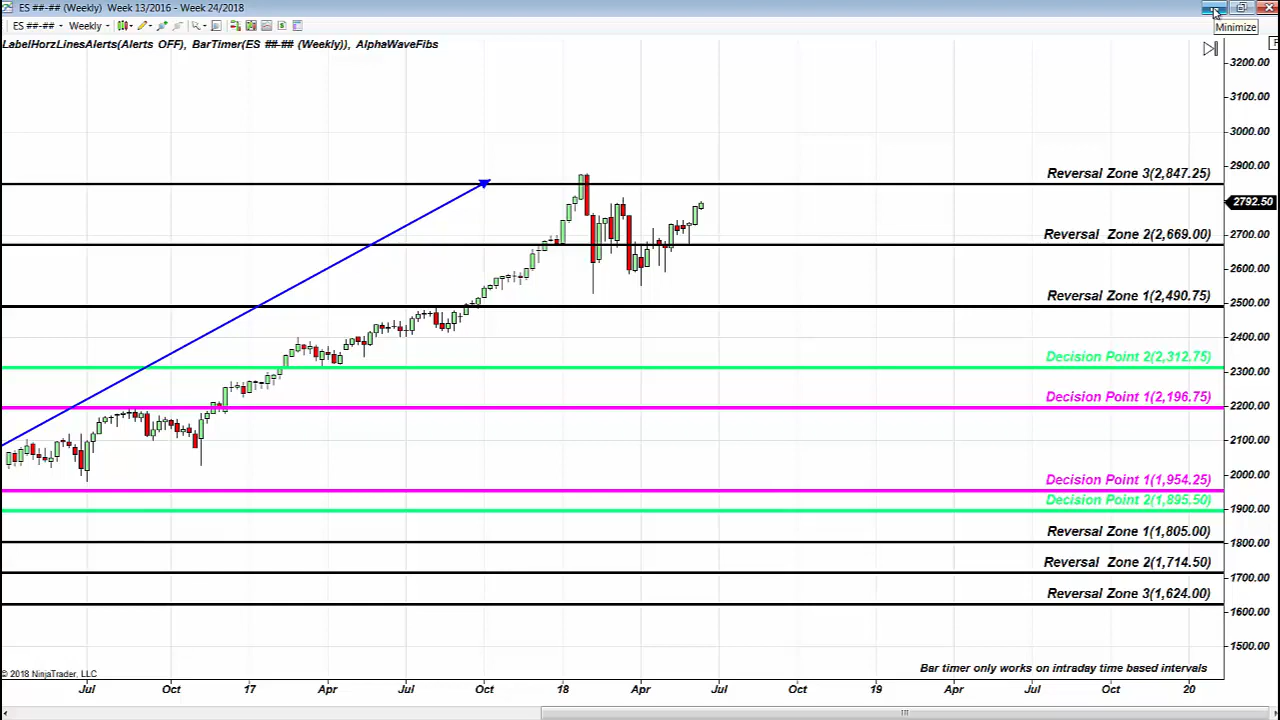 ES ##-## (Weekly)  Week 13/2016 - Week 24/2018
ES ##-## Weekly
Minimize
LabelHorzLinesAlerts(Alerts OFF), BarTimer(ES ##-## (Weekly)), AlphaWaveFibs
F
3200.00
3100.00
3000.00
2900.00
Reversal Zone 3(2,847.25)
2792.50
Reversal  Zone 2(2,669.00)
2700.00
2600.00
Reversal Zone 1(2,490.75)
2500.00
2400.00
Decision Point 2(2,312.75)
2300.00
Decision Point 1(2,196.75)
2200.00
2100.00
2000.00
Decision Point 1(1,954.25)
Decision Point 2(1,895.50)
1900.00
Reversal Zone 1(1,805.00)
1800.00
Reversal  Zone 2(1,714.50)
1700.00
Reversal Zone 3(1,624.00)
1600.00
1500.00
© 2018 NinjaTrader, LLC
Bar timer only works on intraday time based intervals
Jul Oct 17 Apr Jul Oct 18 Apr Jul Oct 19 Apr Jul Oct 20